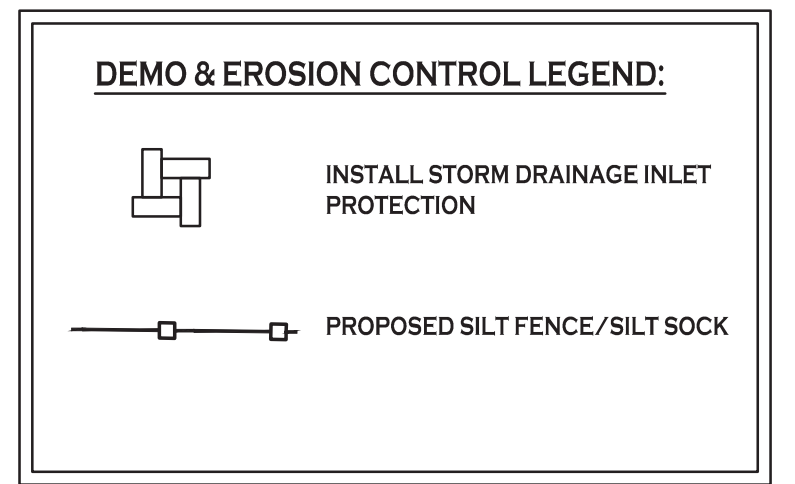 DEMO & EROSION CONTROL LEGEND:
INSTALL STORM DRAINAGE INLET
PROTECTION
PROPOSED SILT FENCE/SILT SOCK